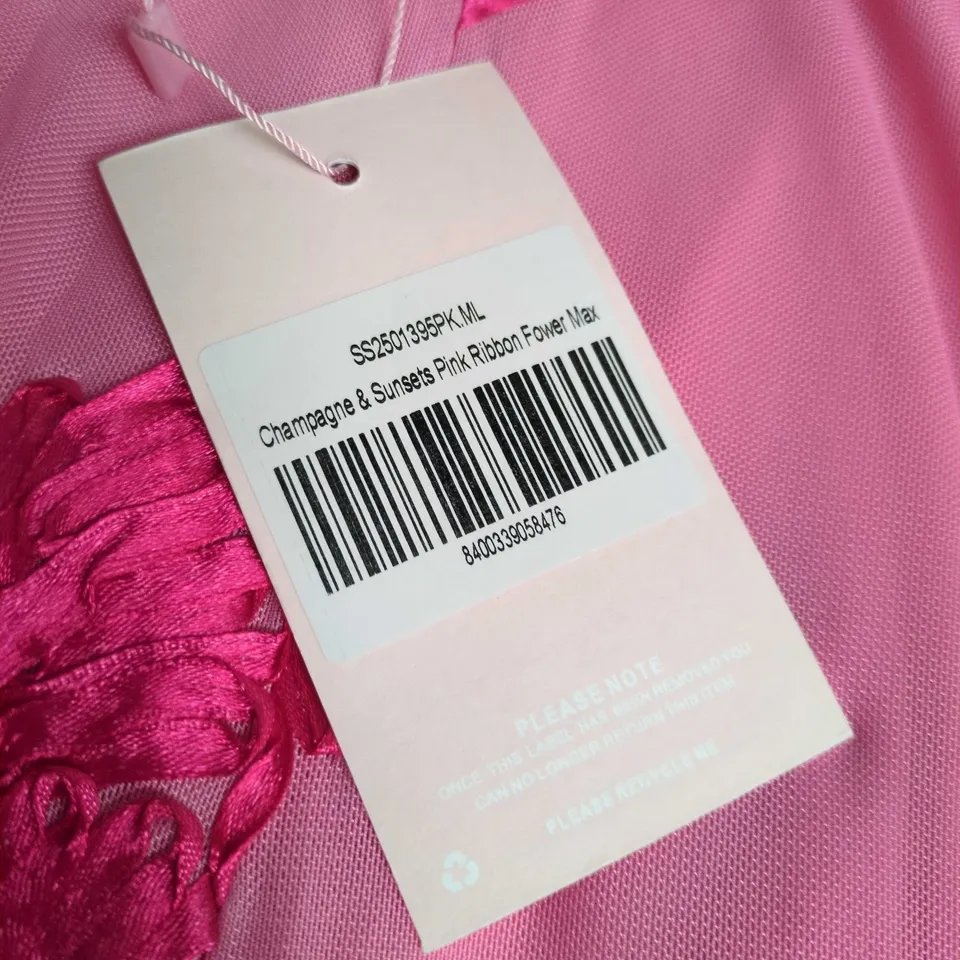 SS2501395PK.ML
Champagne & Sunsets Pink Ribbon Fower Max
8400339058476
PLEASE NOTE
ONCE THIS LABEL HAS BEEN REMOVED YOU
CAN NO LONGER RETURN THIS ITEM
PLEASE RECYCLE ME